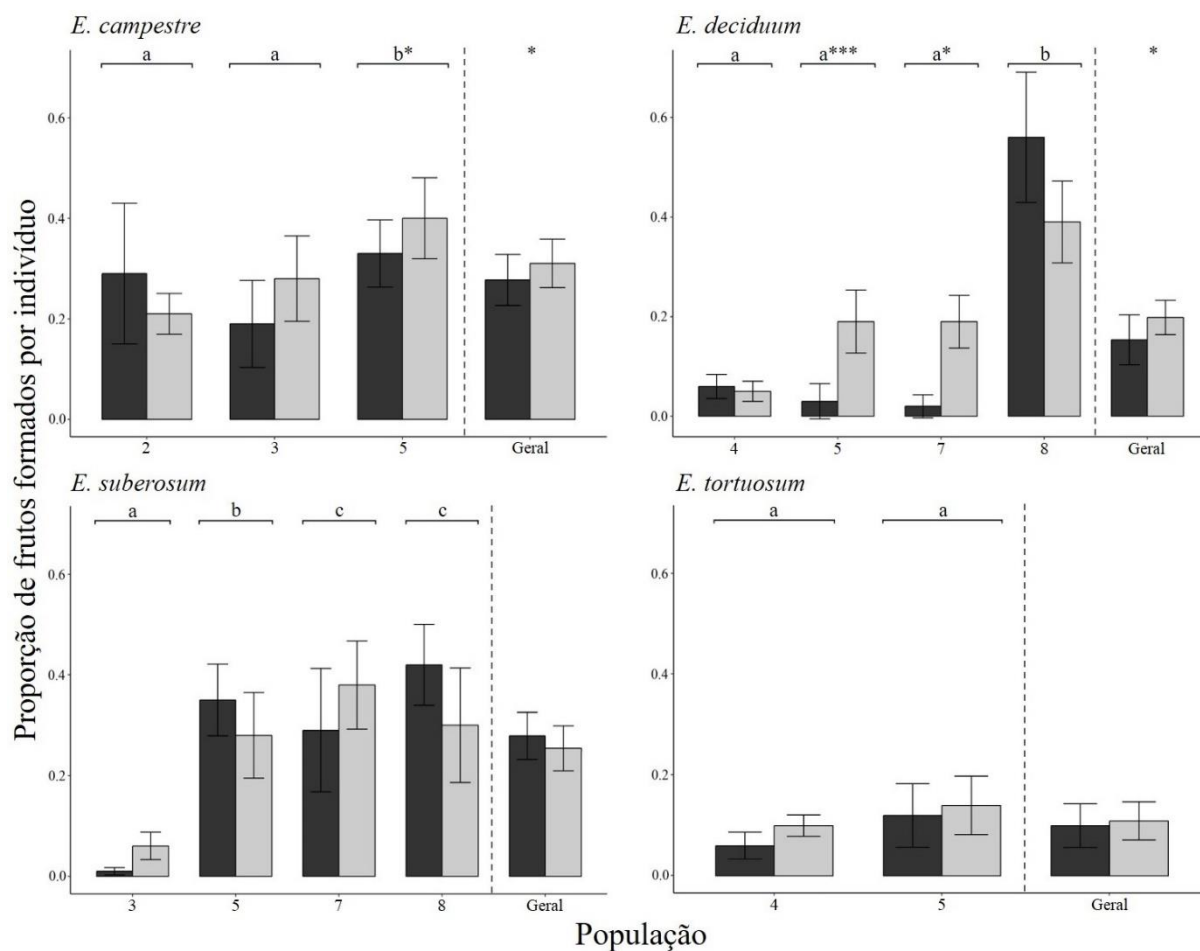 E. campestre
a a b* *
0.6
0.4
0.2
0.0
2 3 5 Geral
E. deciduum
a a*** a* b *
0.6
0.4
0.2
0.0
4 5 7 8 Geral
Proporção de frutos formados por indivíduo
E. suberosum
a b c c
0.6
0.4
0.2
0.0
3 5 7 8 Geral
E. tortuosum
a a
0.6
0.4
0.2
0.0
4 5 Geral
População